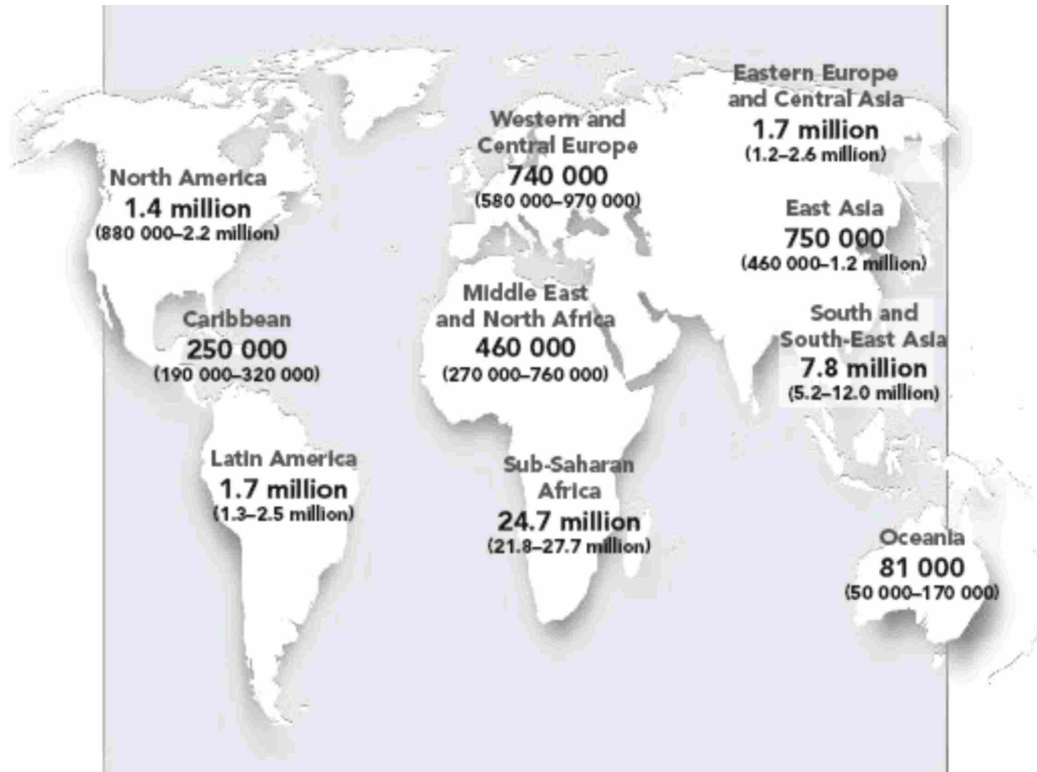 Eastern Europe
and Central Asia
1.7 million
(1.2–2.6 million)
Western and
Central Europe
740 000
(580 000–970 000)
North America
1.4 million
(880 000–2.2 million)
East Asia
750 000
(460 000–1.2 million)
Middle East
and North Africa
460 000
(270 000–760 000)
Caribbean
250 000
(190 000–320 000)
South and
South-East Asia
7.8 million
(5.2–12.0 million)
Latin America
1.7 million
(1.3–2.5 million)
Sub-Saharan
Africa
24.7 million
(21.8–27.7 million)
Oceania
81 000
(50 000–170 000)